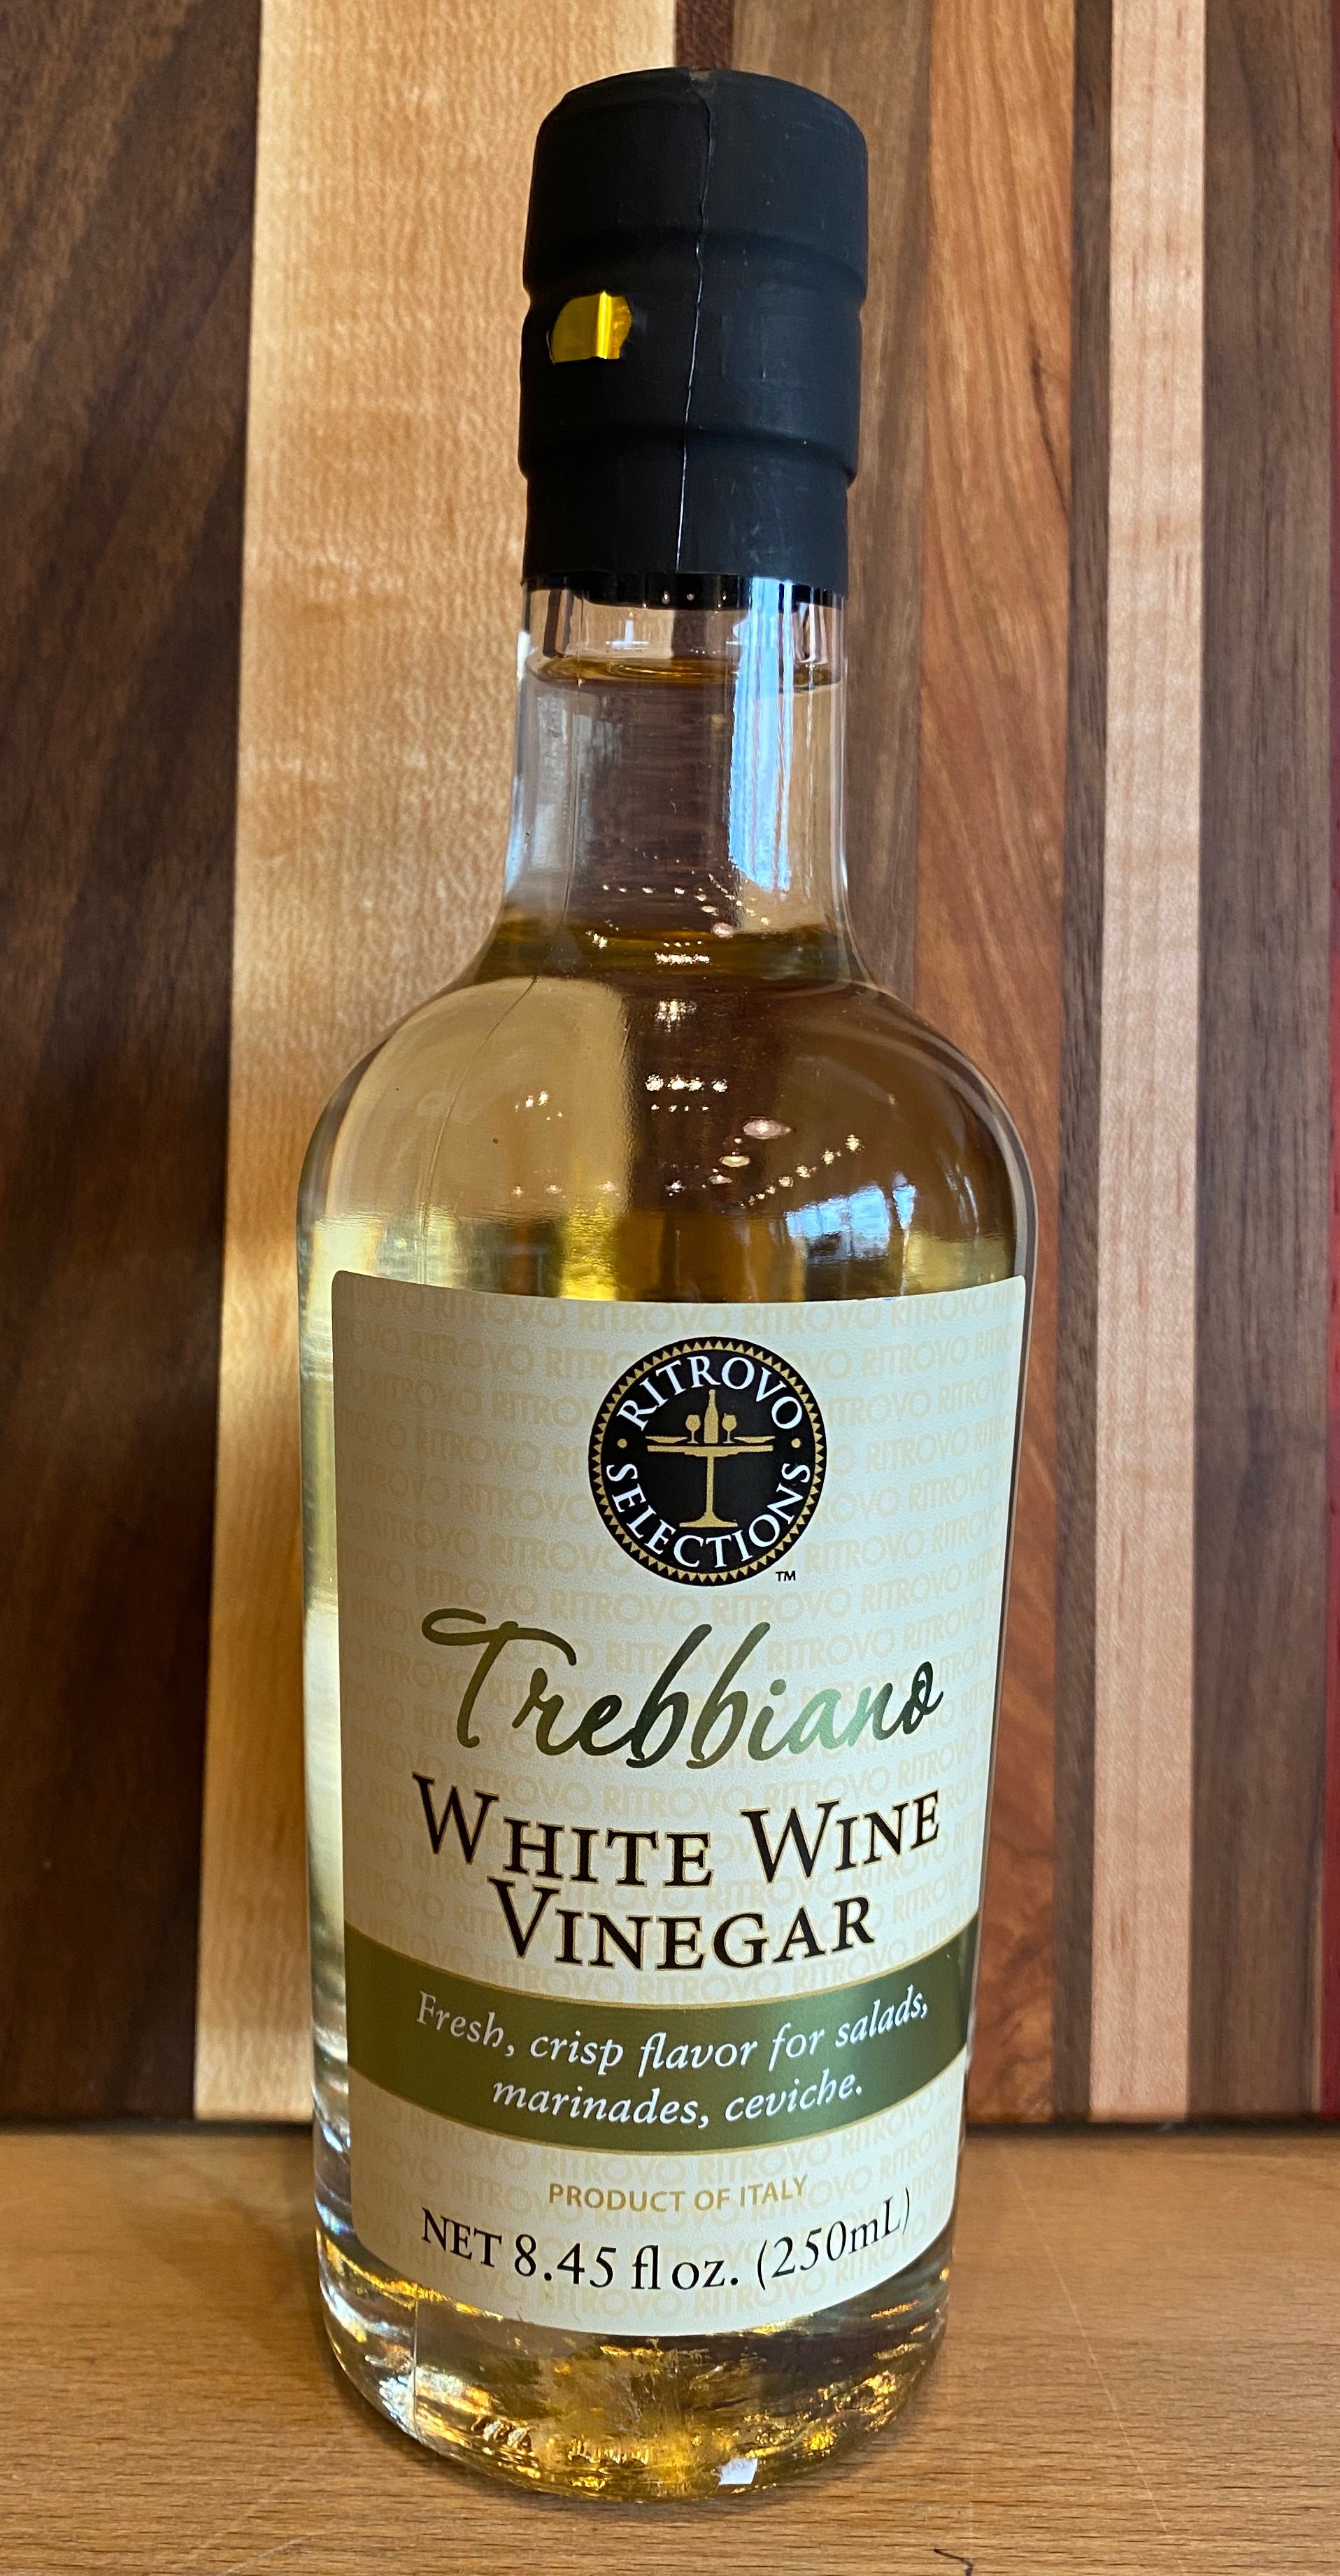 RITROVO
SELECTIONS
TM
Trebbiano
WHITE WINE
VINEGAR
Fresh, crisp flavor for salads,
marinades, ceviche.
PRODUCT OF ITALY
NET 8.45 fl oz. (250mL)